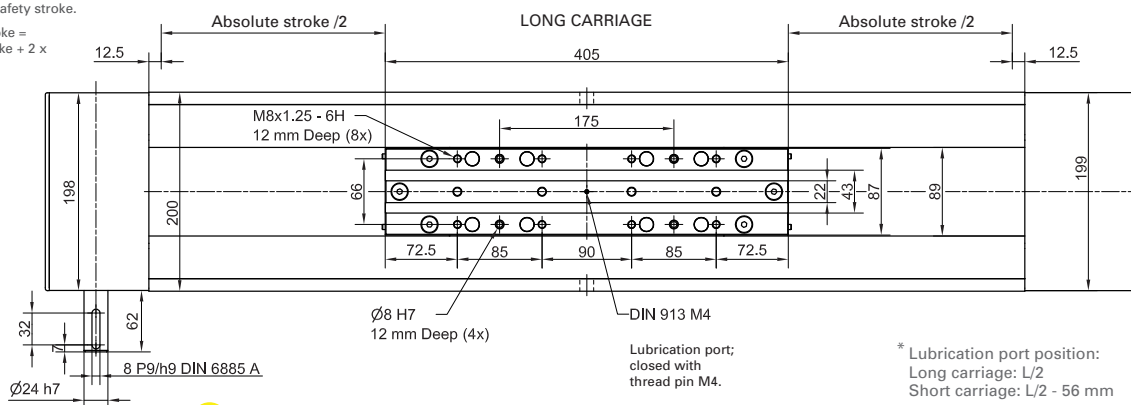 afety stroke.
oke =
oke + 2 x
Absolute stroke /2
LONG CARRIAGE
Absolute stroke /2
12.5
405
12.5
M8x1.25 - 6H
12 mm Deep (8x)
175
198
200
66
22
43
87
89
199
72.5
85
90
85
72.5
32
7
62
Ø8 H7
12 mm Deep (4x)
DIN 913 M4
8 P9/h9 DIN 6885 A
Ø24 h7
Lubrication port;
closed with
thread pin M4.
* Lubrication port position:
Long carriage: L/2
Short carriage: L/2 - 56 mm